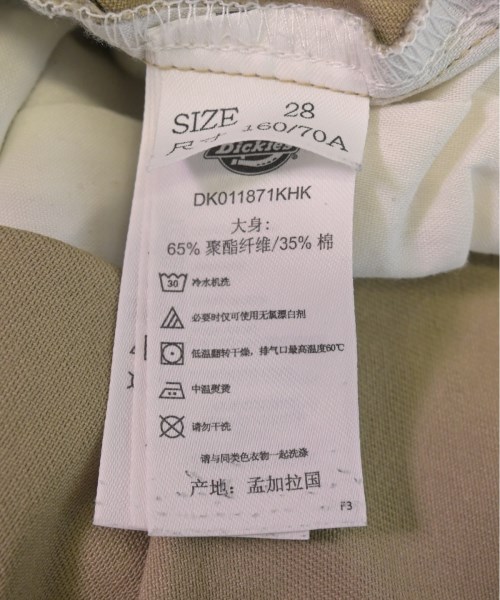 SIZE 28
尺寸 160/70A
Dickies
DK011871KHK
大身:
65% 聚酯纤维/35% 棉
30 冷水机洗
必要时仅可使用无氯漂白剂
低温翻转干燥，排气口最高温度60℃
中温熨烫
请勿干洗
请与同类色衣物一起洗涤
产地：孟加拉国
F3